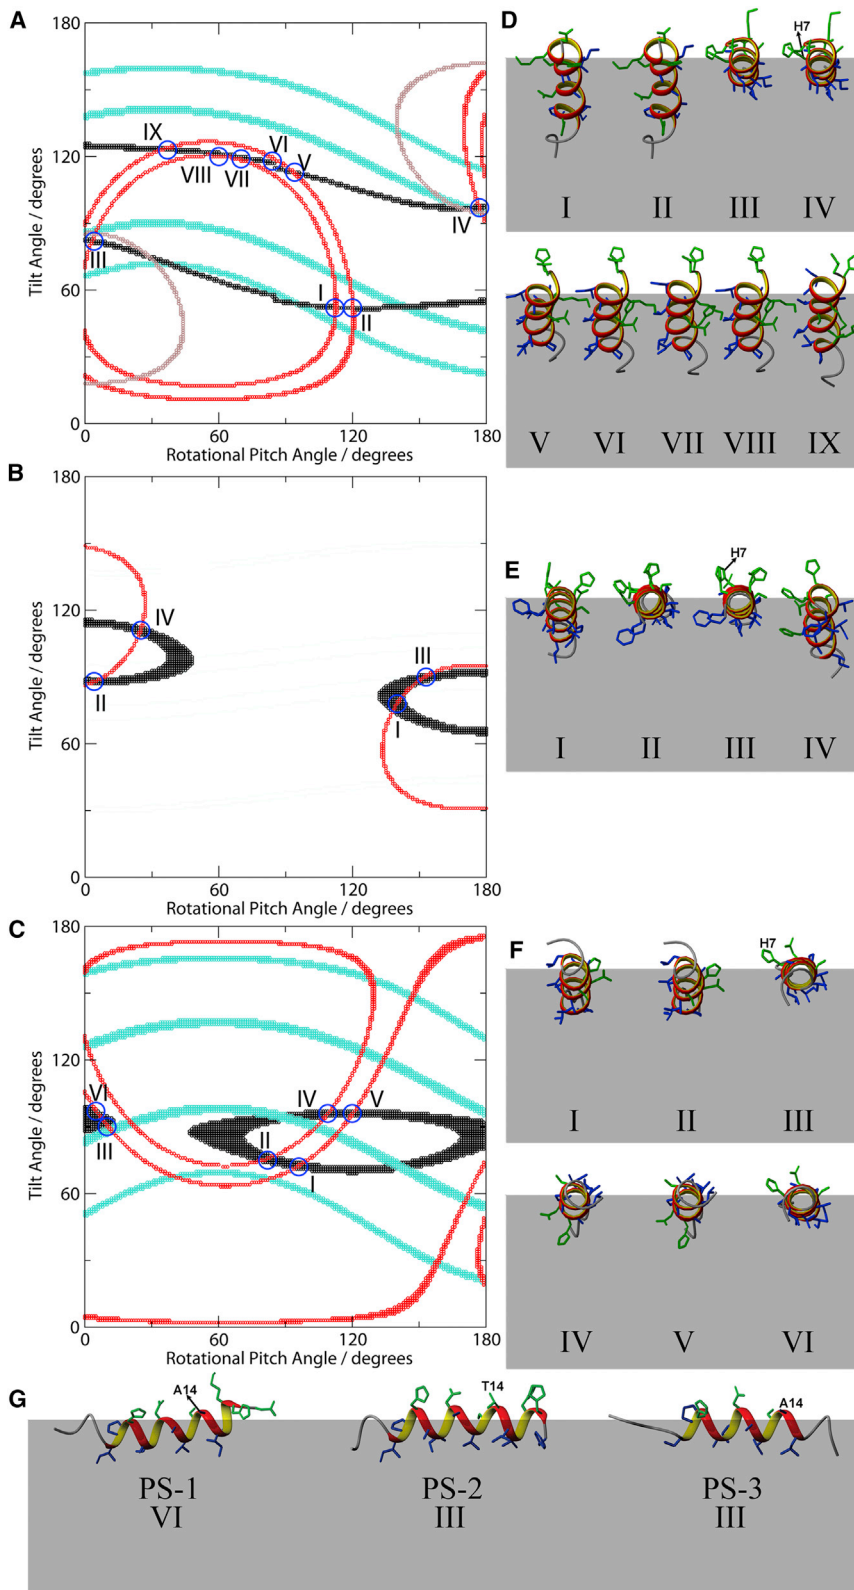 A
180
120
60
0
Tilt Angle / degrees
IX
VIII
VII
VI
V
IV
III
I
II
0 60 120 180
Rotational Pitch Angle / degrees
D
H7
I II III IV
V VI VII VIII IX
B
180
120
60
0
Tilt Angle / degrees
IV
II
III
I
0 60 120 180
Rotational Pitch Angle / degrees
E
H7
I II III IV
C
180
120
60
0
Tilt Angle / degrees
VI
III
IV
V
II
I
0 60 120 180
Rotational Pitch Angle / degrees
F
H7
I II III
IV V VI
G
A14 T14 A14
PS-1 PS-2 PS-3
VI III III